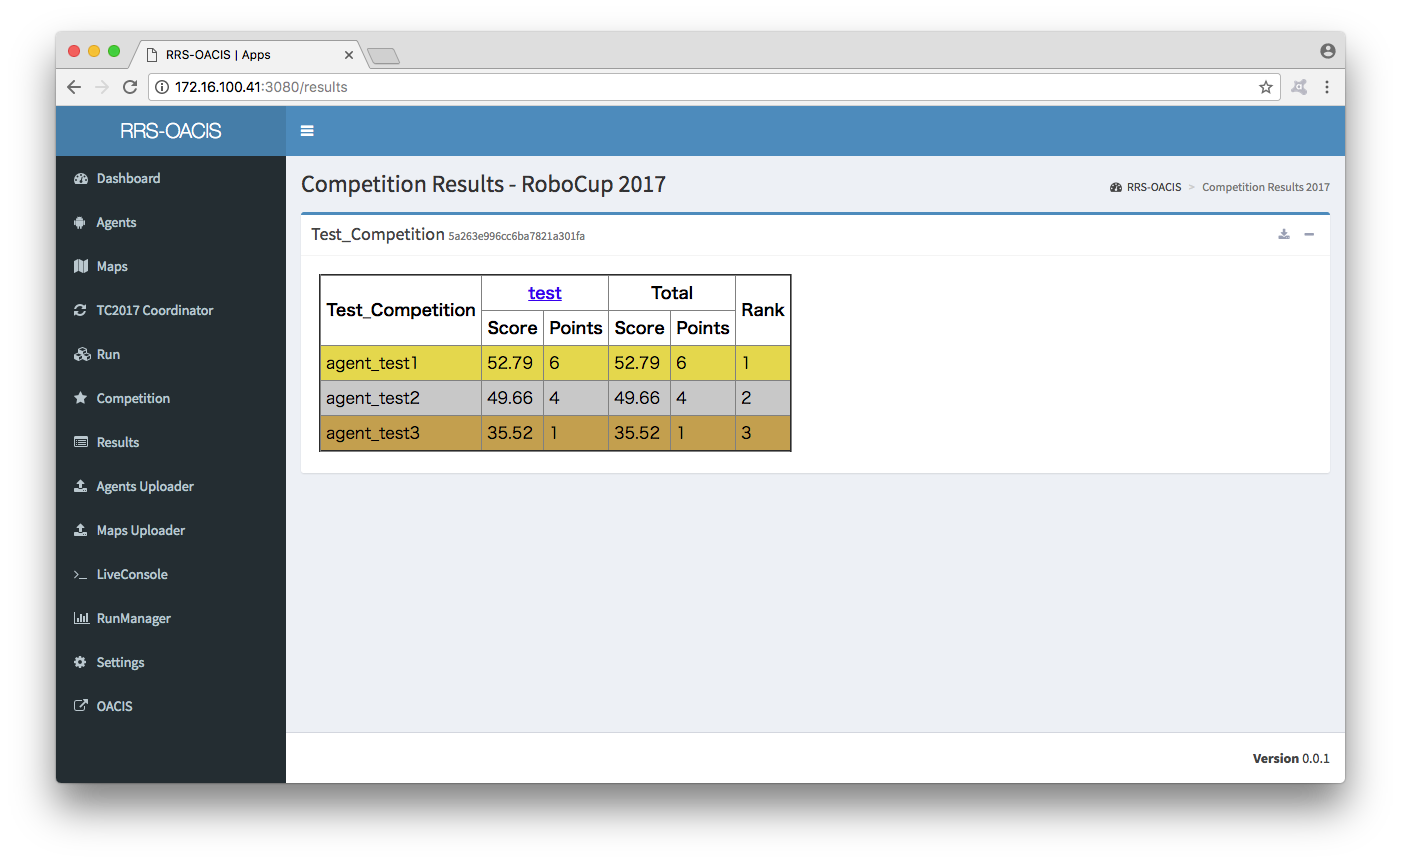 RRS-OACIS | Apps
172.16.100.41:3080/results
RRS-OACIS
Dashboard
Agents
Maps
TC2017 Coordinator
Run
Competition
Results
Agents Uploader
Maps Uploader
LiveConsole
RunManager
Settings
OACIS
Competition Results - RoboCup 2017
RRS-OACIS > Competition Results 2017
Test_Competition 5a263e996cc6ba7821a301fa
Test_Competition test Total Rank
Score Points Score Points
agent_test1 52.79 6 52.79 6 1
agent_test2 49.66 4 49.66 4 2
agent_test3 35.52 1 35.52 1 3
Version 0.0.1